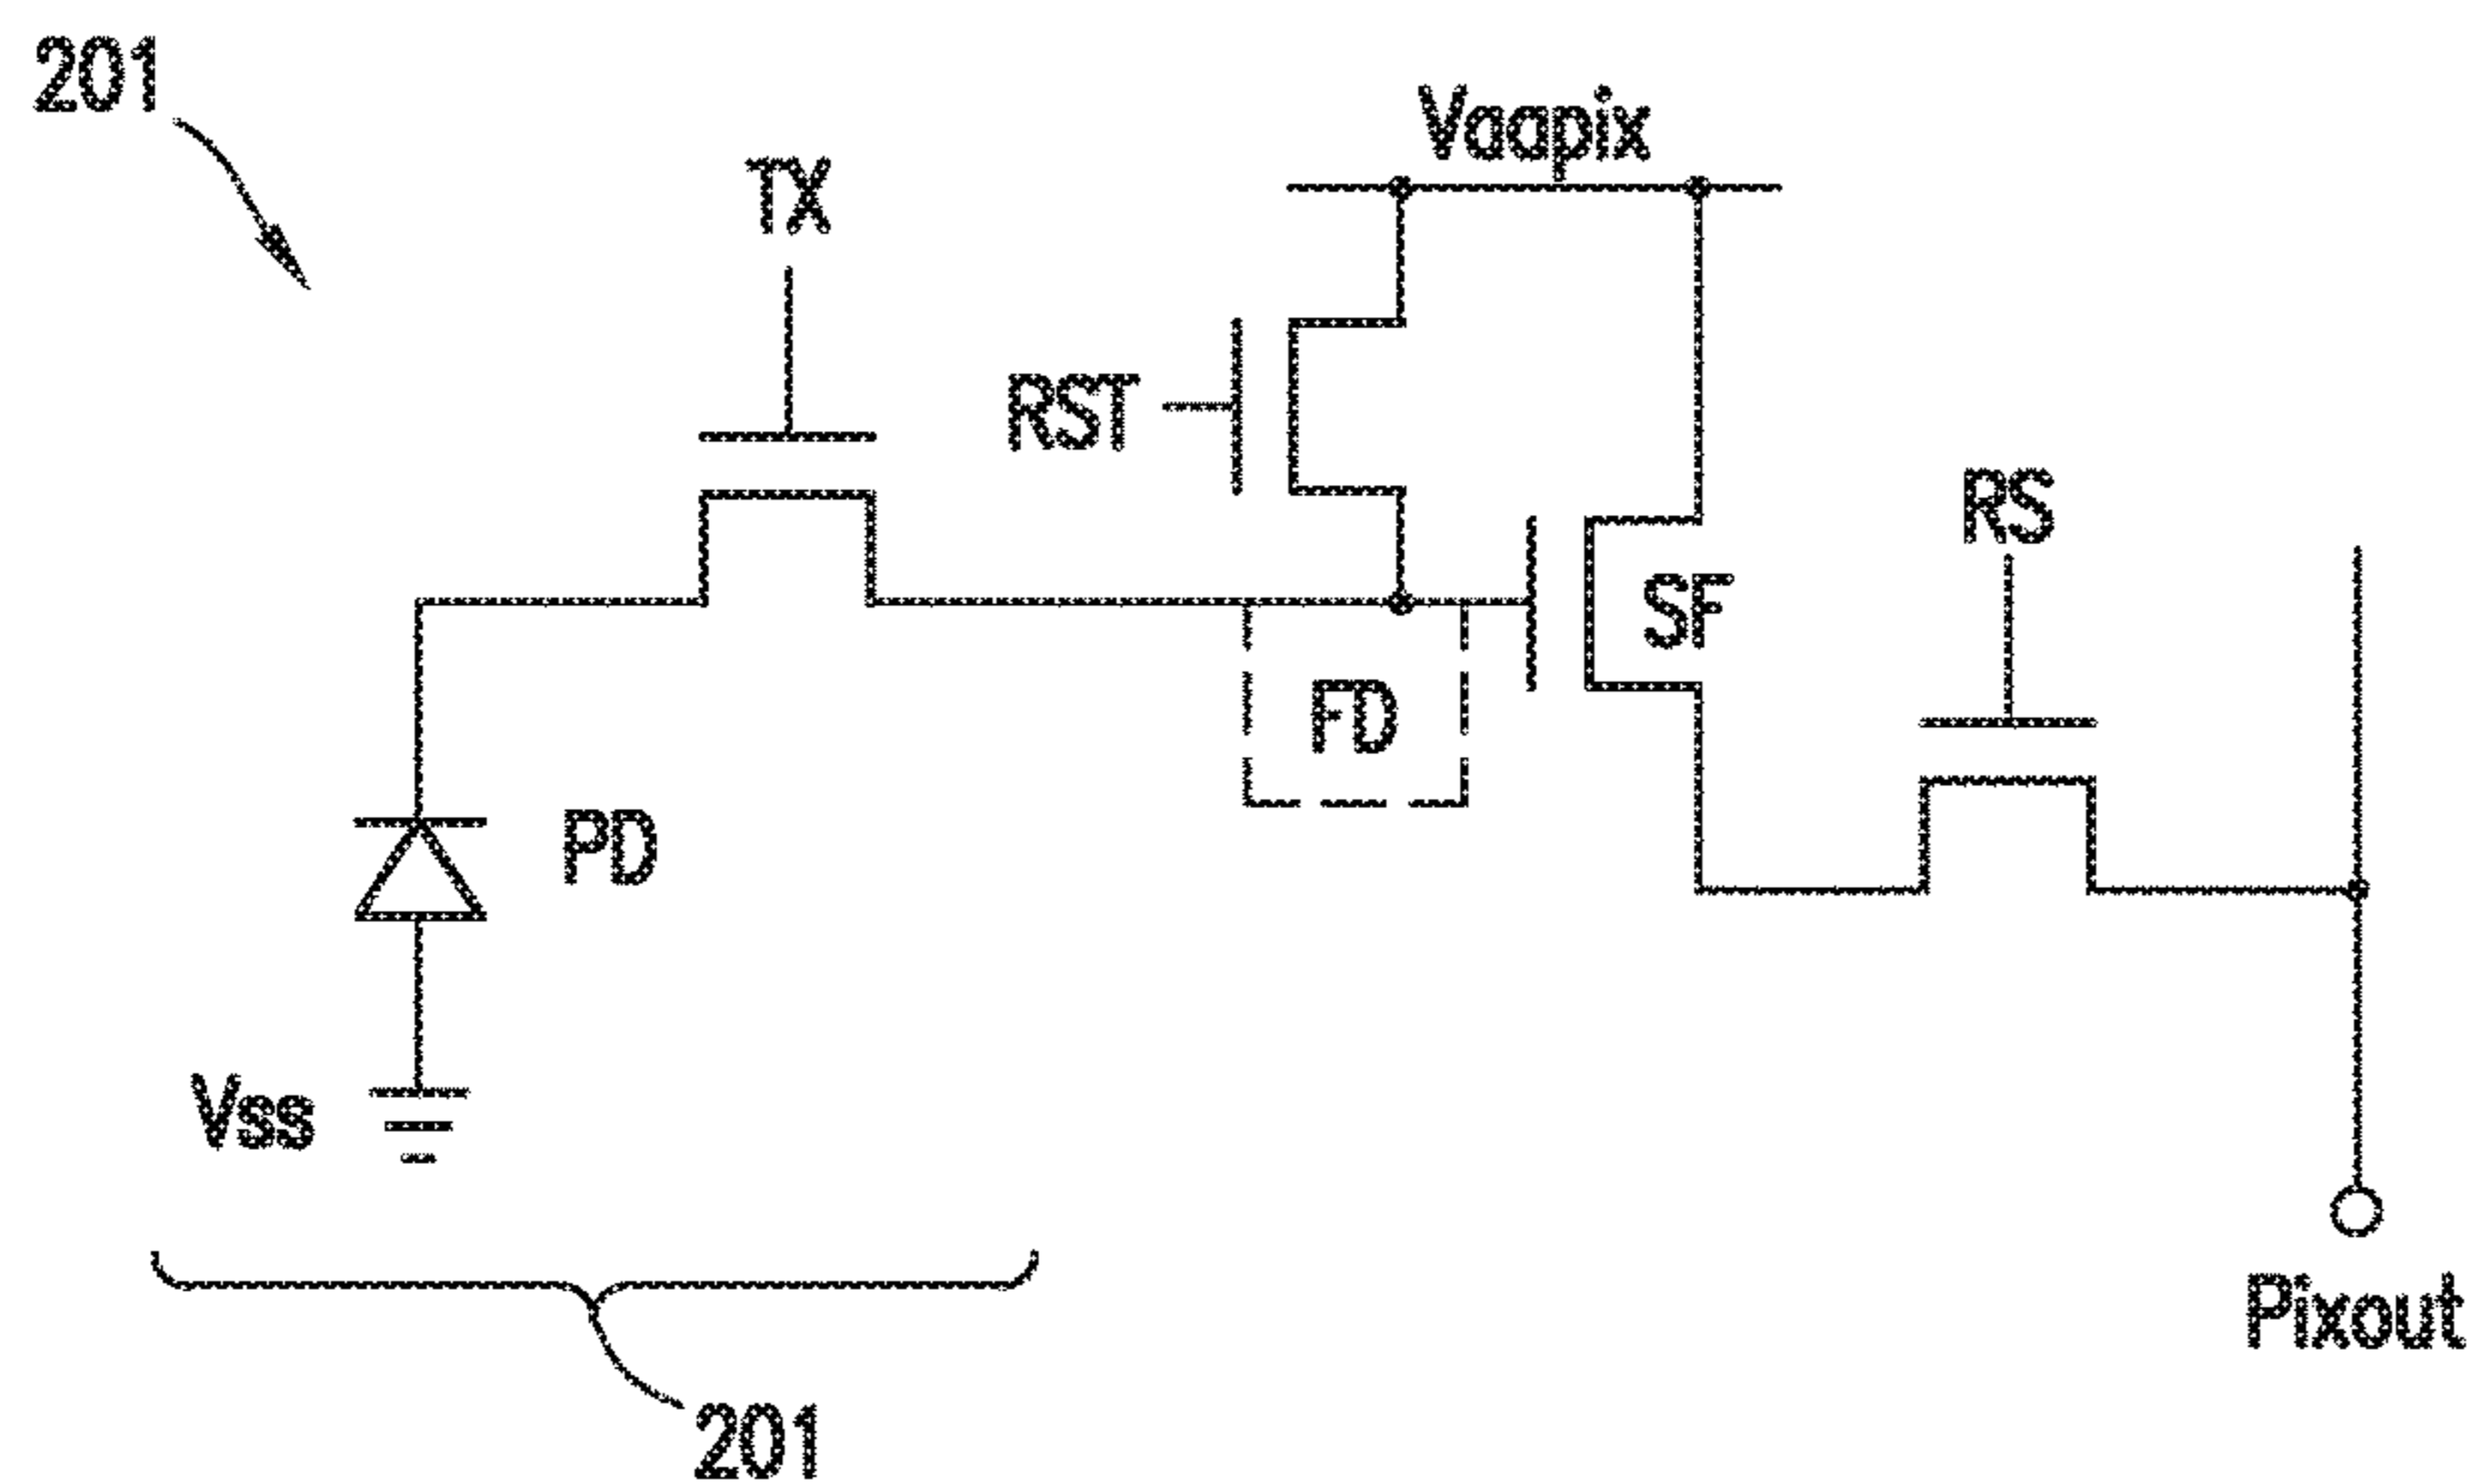 201
Vaapix
TX
RST
RS
SF
FD
PD
Vss
Pixout
201